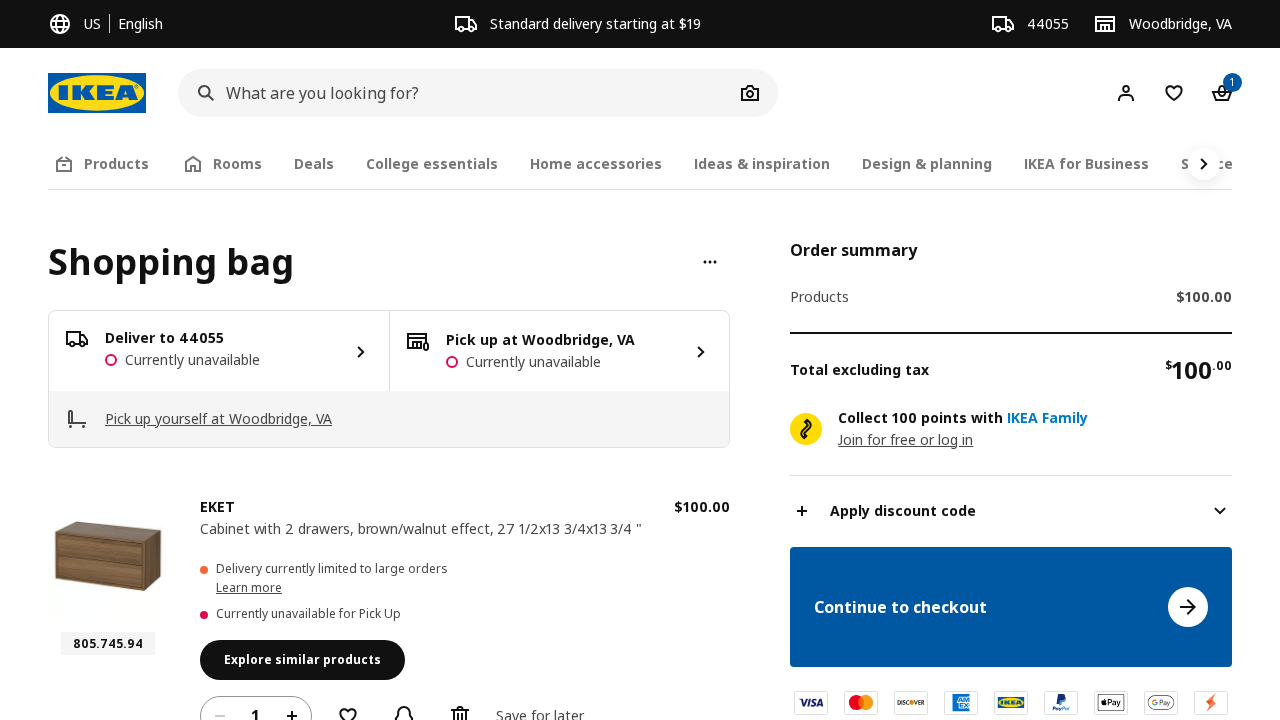 US English
Standard delivery starting at $19
44055
Woodbridge, VA
IKEA
What are you looking for?
1
Products
Rooms
Deals
College essentials
Home accessories
Ideas & inspiration
Design & planning
IKEA for Business
Shopping bag
Deliver to 44055
Currently unavailable
Pick up at Woodbridge, VA
Currently unavailable
Pick up yourself at Woodbridge, VA
EKET
$100.00
Cabinet with 2 drawers, brown/walnut effect, 27 1/2x13 3/4x13 3/4 "
Delivery currently limited to large orders
Learn more
Currently unavailable for Pick Up
805.745.94
Explore similar products
1
Save for later
Order summary
Products $100.00
Total excluding tax $100.00
Collect 100 points with IKEA Family
Join for free or log in
Apply discount code
Continue to checkout
VISA
mastercard
DISCOVER
AM EX
IKEA
PayPal
Pay
G Pay